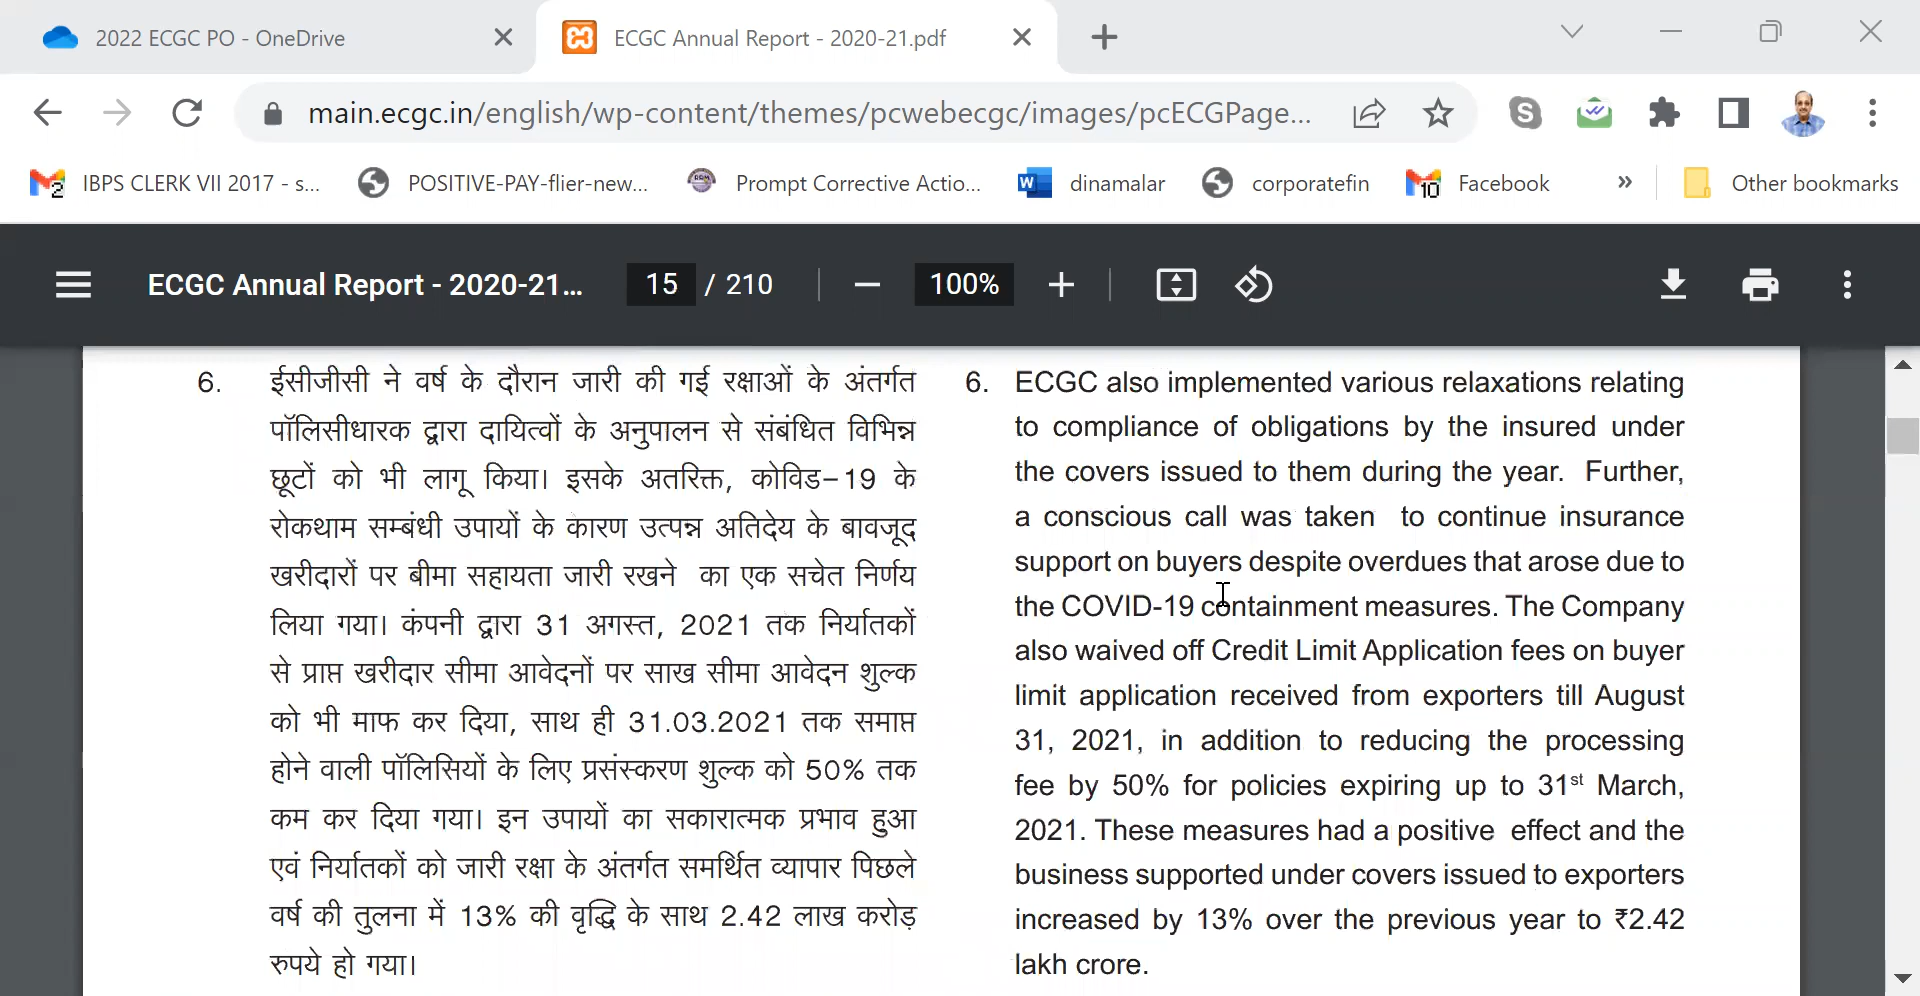 2022 ECGC PO - OneDrive
ECGC Annual Report - 2020-21.pdf
main.ecgc.in/english/wp-content/themes/pcwebecgc/images/pcECGPage...
IBPS CLERK VII 2017 - s...
POSITIVE-PAY-flier-new...
Prompt Corrective Actio...
dinamalar
corporatefin
Facebook
»
Other bookmarks
ECGC Annual Report - 2020-21...
15 / 210
100%
6. ईसीजीसी ने वर्ष के दौरान जारी की गई रक्षाओं के अंतर्गत
पॉलिसीधारक द्वारा दायित्वों के अनुपालन से संबंधित विभिन्न
छूटों को भी लागू किया। इसके अतरिक्त, कोविड-19 के
रोकथाम सम्बंधी उपायों के कारण उत्पन्न अतिदेय के बावजूद
खरीदारों पर बीमा सहायता जारी रखने का एक सचेत निर्णय
लिया गया। कंपनी द्वारा 31 अगस्त, 2021 तक निर्यातकों
से प्राप्त खरीदार सीमा आवेदनों पर साख सीमा आवेदन शुल्क
को भी माफ कर दिया, साथ ही 31.03.2021 तक समाप्त
होने वाली पॉलिसियों के लिए प्रसंस्करण शुल्क को 50% तक
कम कर दिया गया। इन उपायों का सकारात्मक प्रभाव हुआ
एवं निर्यातकों को जारी रक्षा के अंतर्गत समर्थित व्यापार पिछले
वर्ष की तुलना में 13% की वृद्धि के साथ 2.42 लाख करोड़
रुपये हो गया।
6. ECGC also implemented various relaxations relating
to compliance of obligations by the insured under
the covers issued to them during the year. Further,
a conscious call was taken to continue insurance
support on buyers despite overdues that arose due to
the COVID-19 containment measures. The Company
also waived off Credit Limit Application fees on buyer
limit application received from exporters till August
31, 2021, in addition to reducing the processing
fee by 50% for policies expiring up to 31st March,
2021. These measures had a positive effect and the
business supported under covers issued to exporters
increased by 13% over the previous year to ₹2.42
lakh crore.